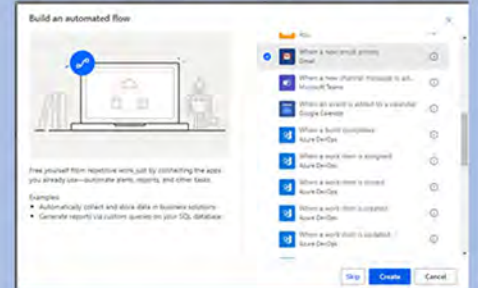 Build an automated flow
Free yourself from repetitive work just by connecting the apps
you already use—automate alerts, reports, and other tasks.
Examples:
• Automatically collect and store data in business solutions
• Generate reports via custom queries on your SQL database
When a new email arrives
Gmail
When a new channel message is ad...
Microsoft Teams
When an event is added to a calendar
Google Calendar
When a build completes
Azure DevOps
When a work item is assigned
Azure DevOps
When a work item is closed
Azure DevOps
When a work item is created
Azure DevOps
When a work item is updated
Azure DevOps
Skip
Create
Cancel